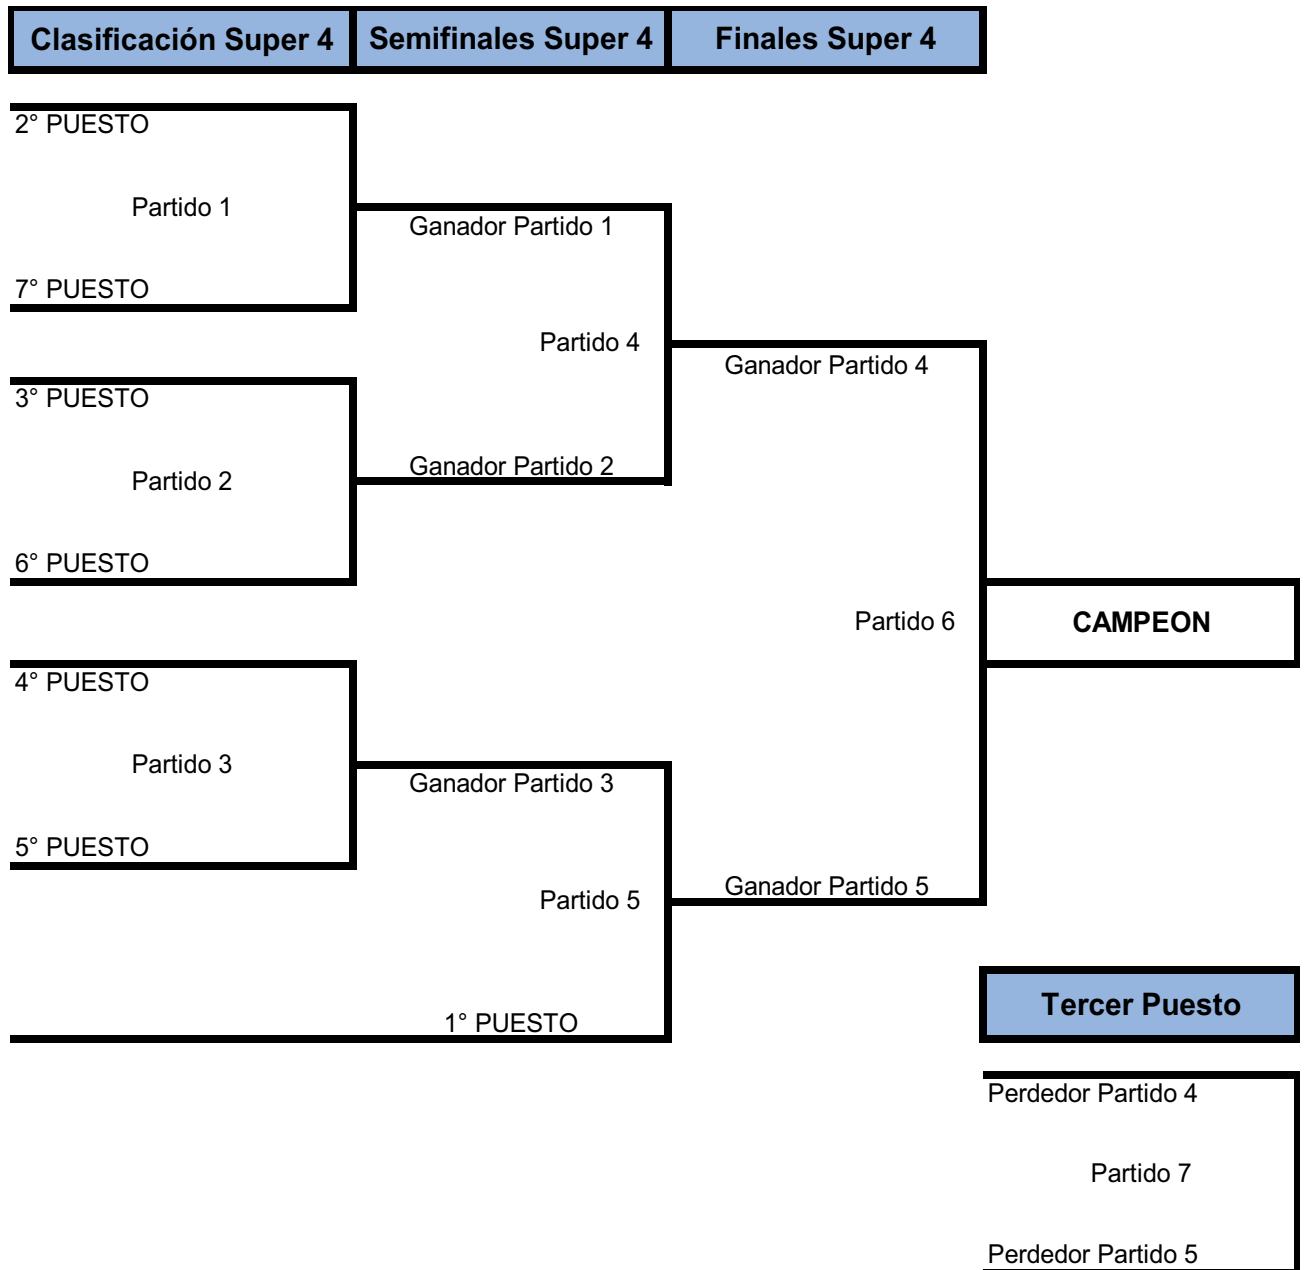 Clasificación Super 4
Semifinales Super 4
Finales Super 4
2° PUESTO
Partido 1
7° PUESTO
Ganador Partido 1
Partido 4
3° PUESTO
Partido 2
6° PUESTO
Ganador Partido 2
Ganador Partido 4
Partido 6
CAMPEON
4° PUESTO
Partido 3
5° PUESTO
Ganador Partido 3
Partido 5
1° PUESTO
Ganador Partido 5
Tercer Puesto
Perdedor Partido 4
Partido 7
Perdedor Partido 5